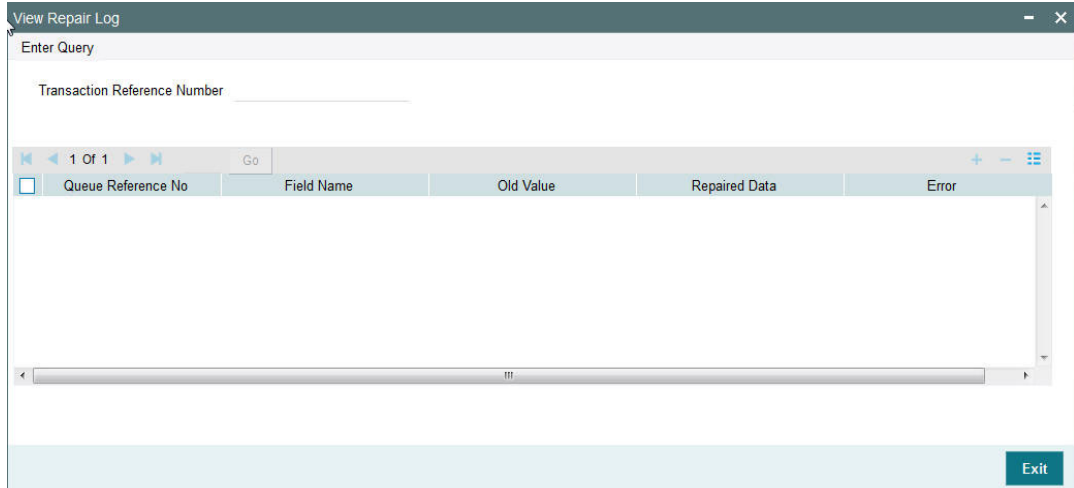 View Repair Log
Enter Query
Transaction Reference Number
1 Of 1 Go
Queue Reference No Field Name Old Value Repaired Data Error
Exit